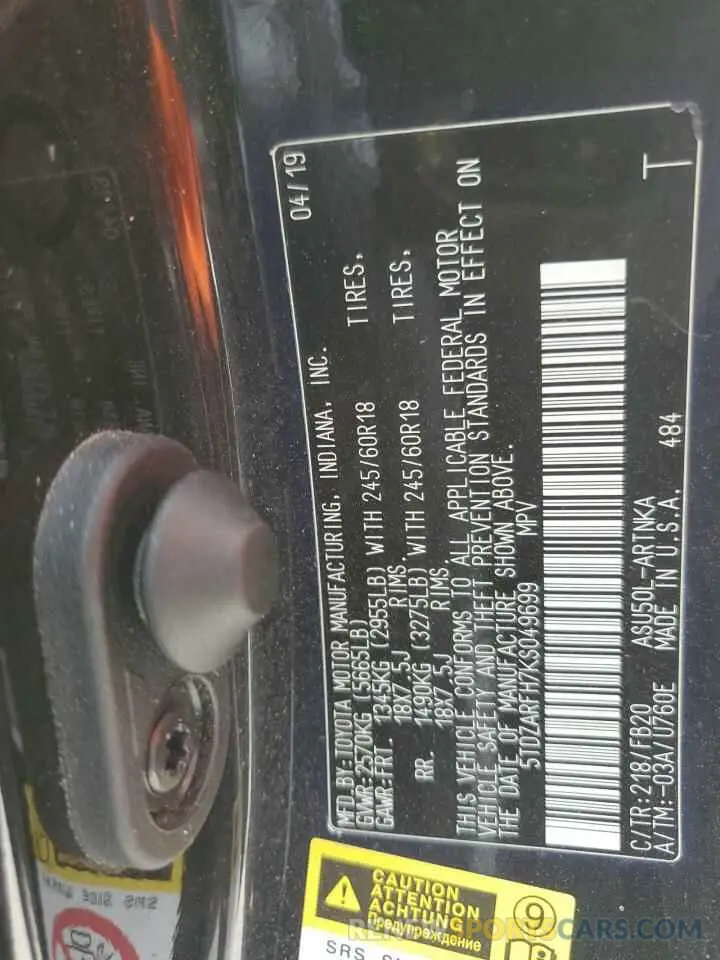 04/19
MFD.BY:TOYOTA MOTOR MANUFACTURING, INDIANA, INC.
GVWR:2570KG (5665LB)
GAWR:FRT. 1345KG (2955LB) WITH 245/60R18 TIRES,
18X7.5J RIMS.
RR. 1490KG (3275LB) WITH 245/60R18 TIRES,
18X7.5J RIMS.
THIS VEHICLE CONFORMS TO ALL APPLICABLE FEDERAL MOTOR
VEHICLE SAFETY AND THEFT PREVENTION STANDARDS IN EFFECT ON
THE DATE OF MANUFACTURE SHOWN ABOVE.
5TDZARFH7KS049699 MPV
C/TR:218/FB20 ASU50L-ARTNKA T
A/TM:-03A/U760E MADE IN U.S.A. 484
CAUTION
ATTENTION
ACHTUNG
Предупреждение
SRS
RENEWSPORTSCARS.COM